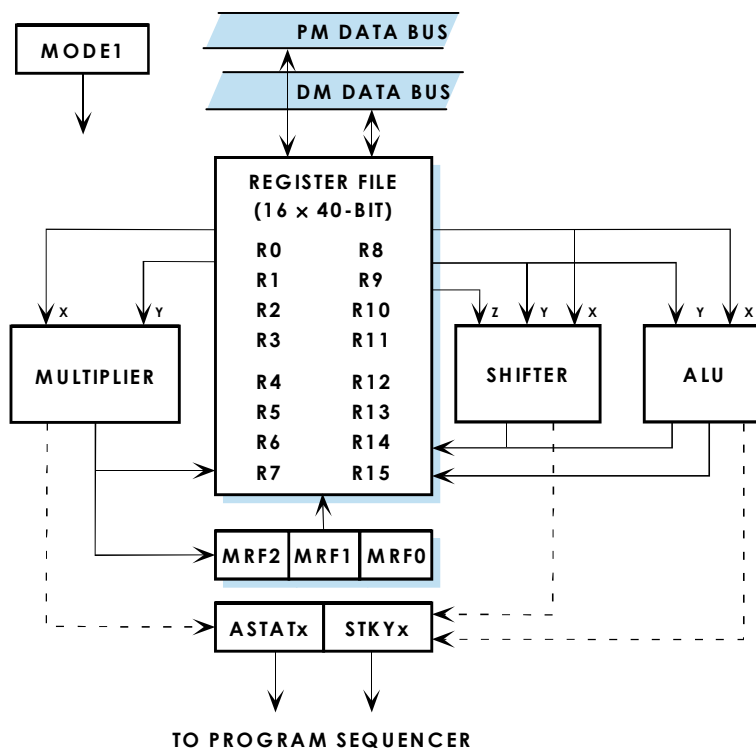 PM DATA BUS
MODE1
DM DATA BUS
REGISTER FILE
(16 × 40-BIT)
R0 R8
R1 R9
R2 R10
R3 R11
R4 R12
R5 R13
R6 R14
R7 R15
X Y Z Y X Y X
MULTIPLIER
SHIFTER
ALU
MRF2 MRF1 MRF0
ASTATx STKYx
TO PROGRAM SEQUENCER